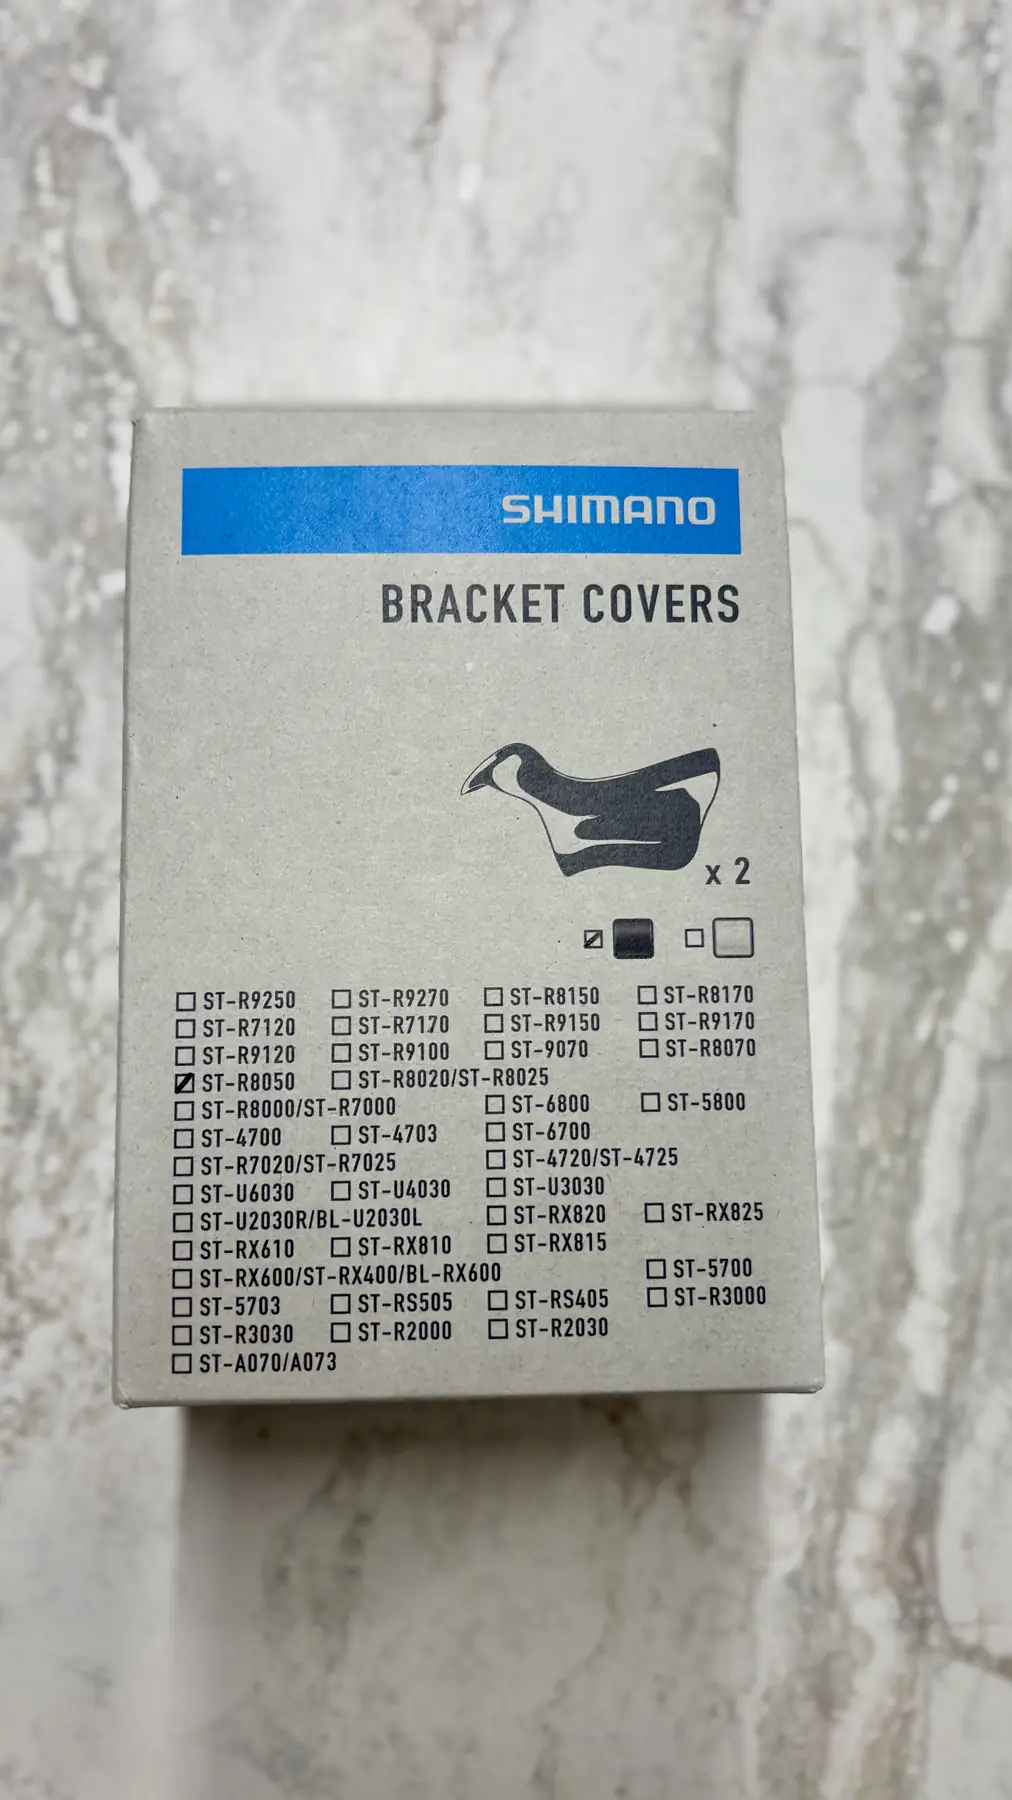 SHIMANO
BRACKET COVERS
x 2
ST-R9250 ST-R9270 ST-R8150 ST-R8170
ST-R7120 ST-R7170 ST-R9150 ST-R9170
ST-R9120 ST-R9100 ST-9070 ST-R8070
ST-R8050 ST-R8020/ST-R8025
ST-R8000/ST-R7000 ST-6800 ST-5800
ST-4700 ST-4703 ST-6700
ST-R7020/ST-R7025 ST-4720/ST-4725
ST-U6030 ST-U4030 ST-U3030
ST-U2030R/BL-U2030L ST-RX820 ST-RX825
ST-RX610 ST-RX810 ST-RX815
ST-RX600/ST-RX400/BL-RX600 ST-5700
ST-5703 ST-RS505 ST-RS405 ST-R3000
ST-R3030 ST-R2000 ST-R2030
ST-A070/A073